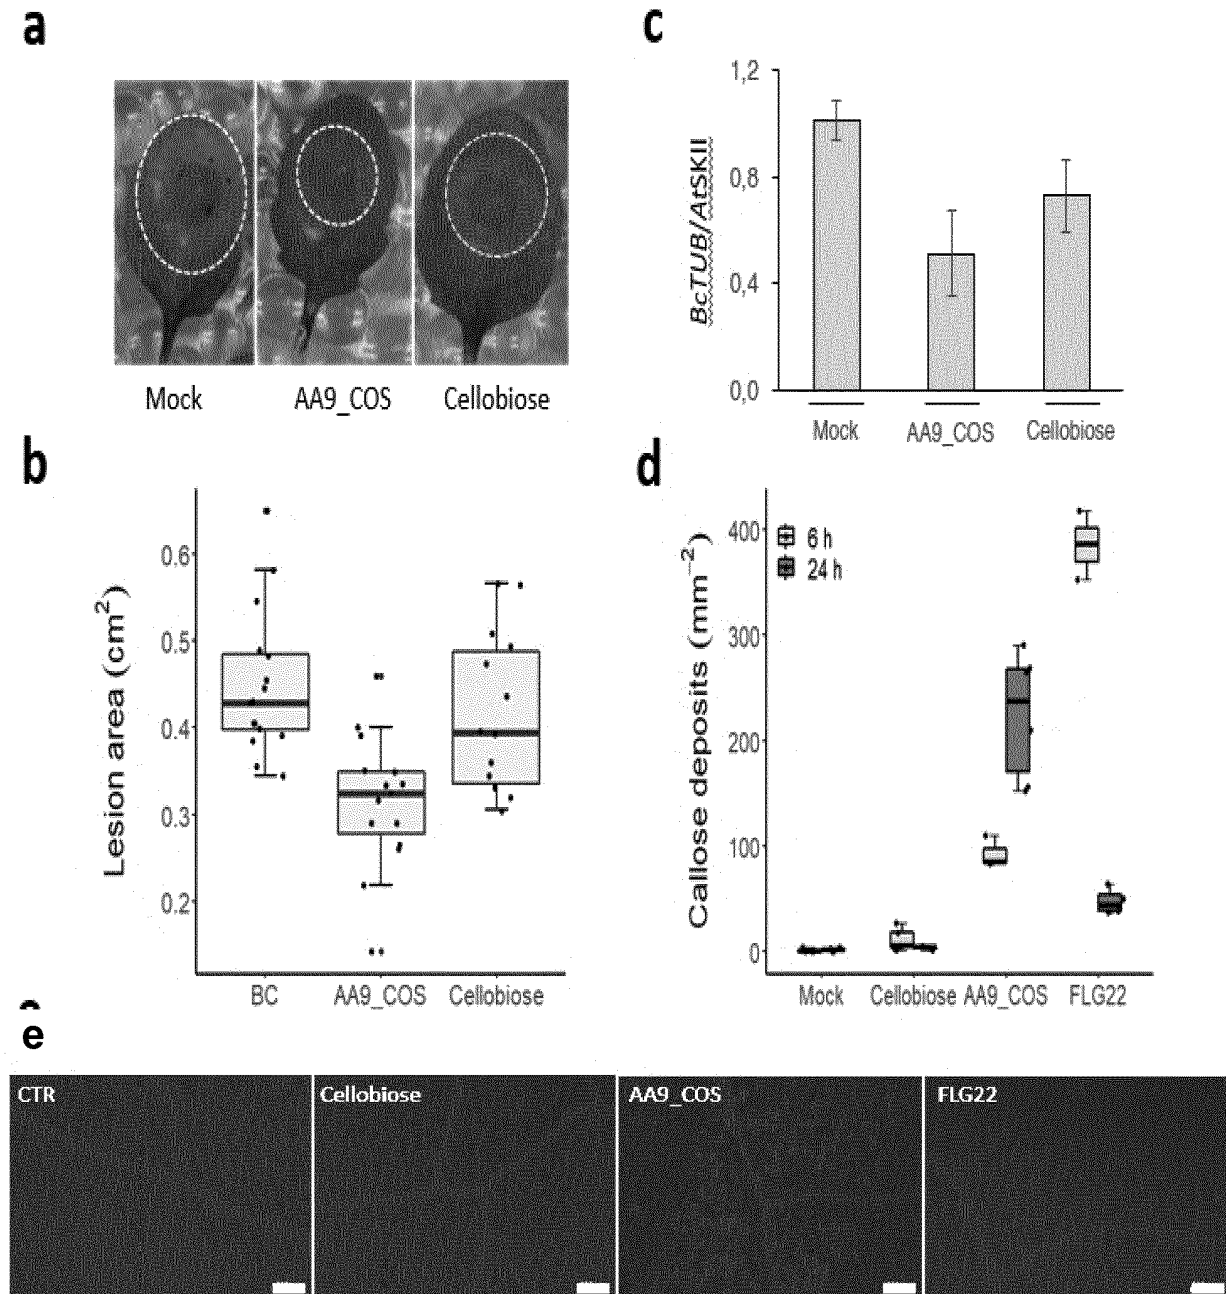 a
Mock AA9_COS Cellobiose
c
BcTUB/AtSKII
1,2
0,8
0,4
0,0
Mock AA9_COS Cellobiose
b
Lesion area (cm²)
0.6
0.5
0.4
0.3
0.2
BC AA9_COS Cellobiose
d
Callose deposits (mm⁻²)
6 h
24 h
400
300
200
100
0
Mock Cellobiose AA9_COS FLG22
e
CTR Cellobiose AA9_COS FLG22